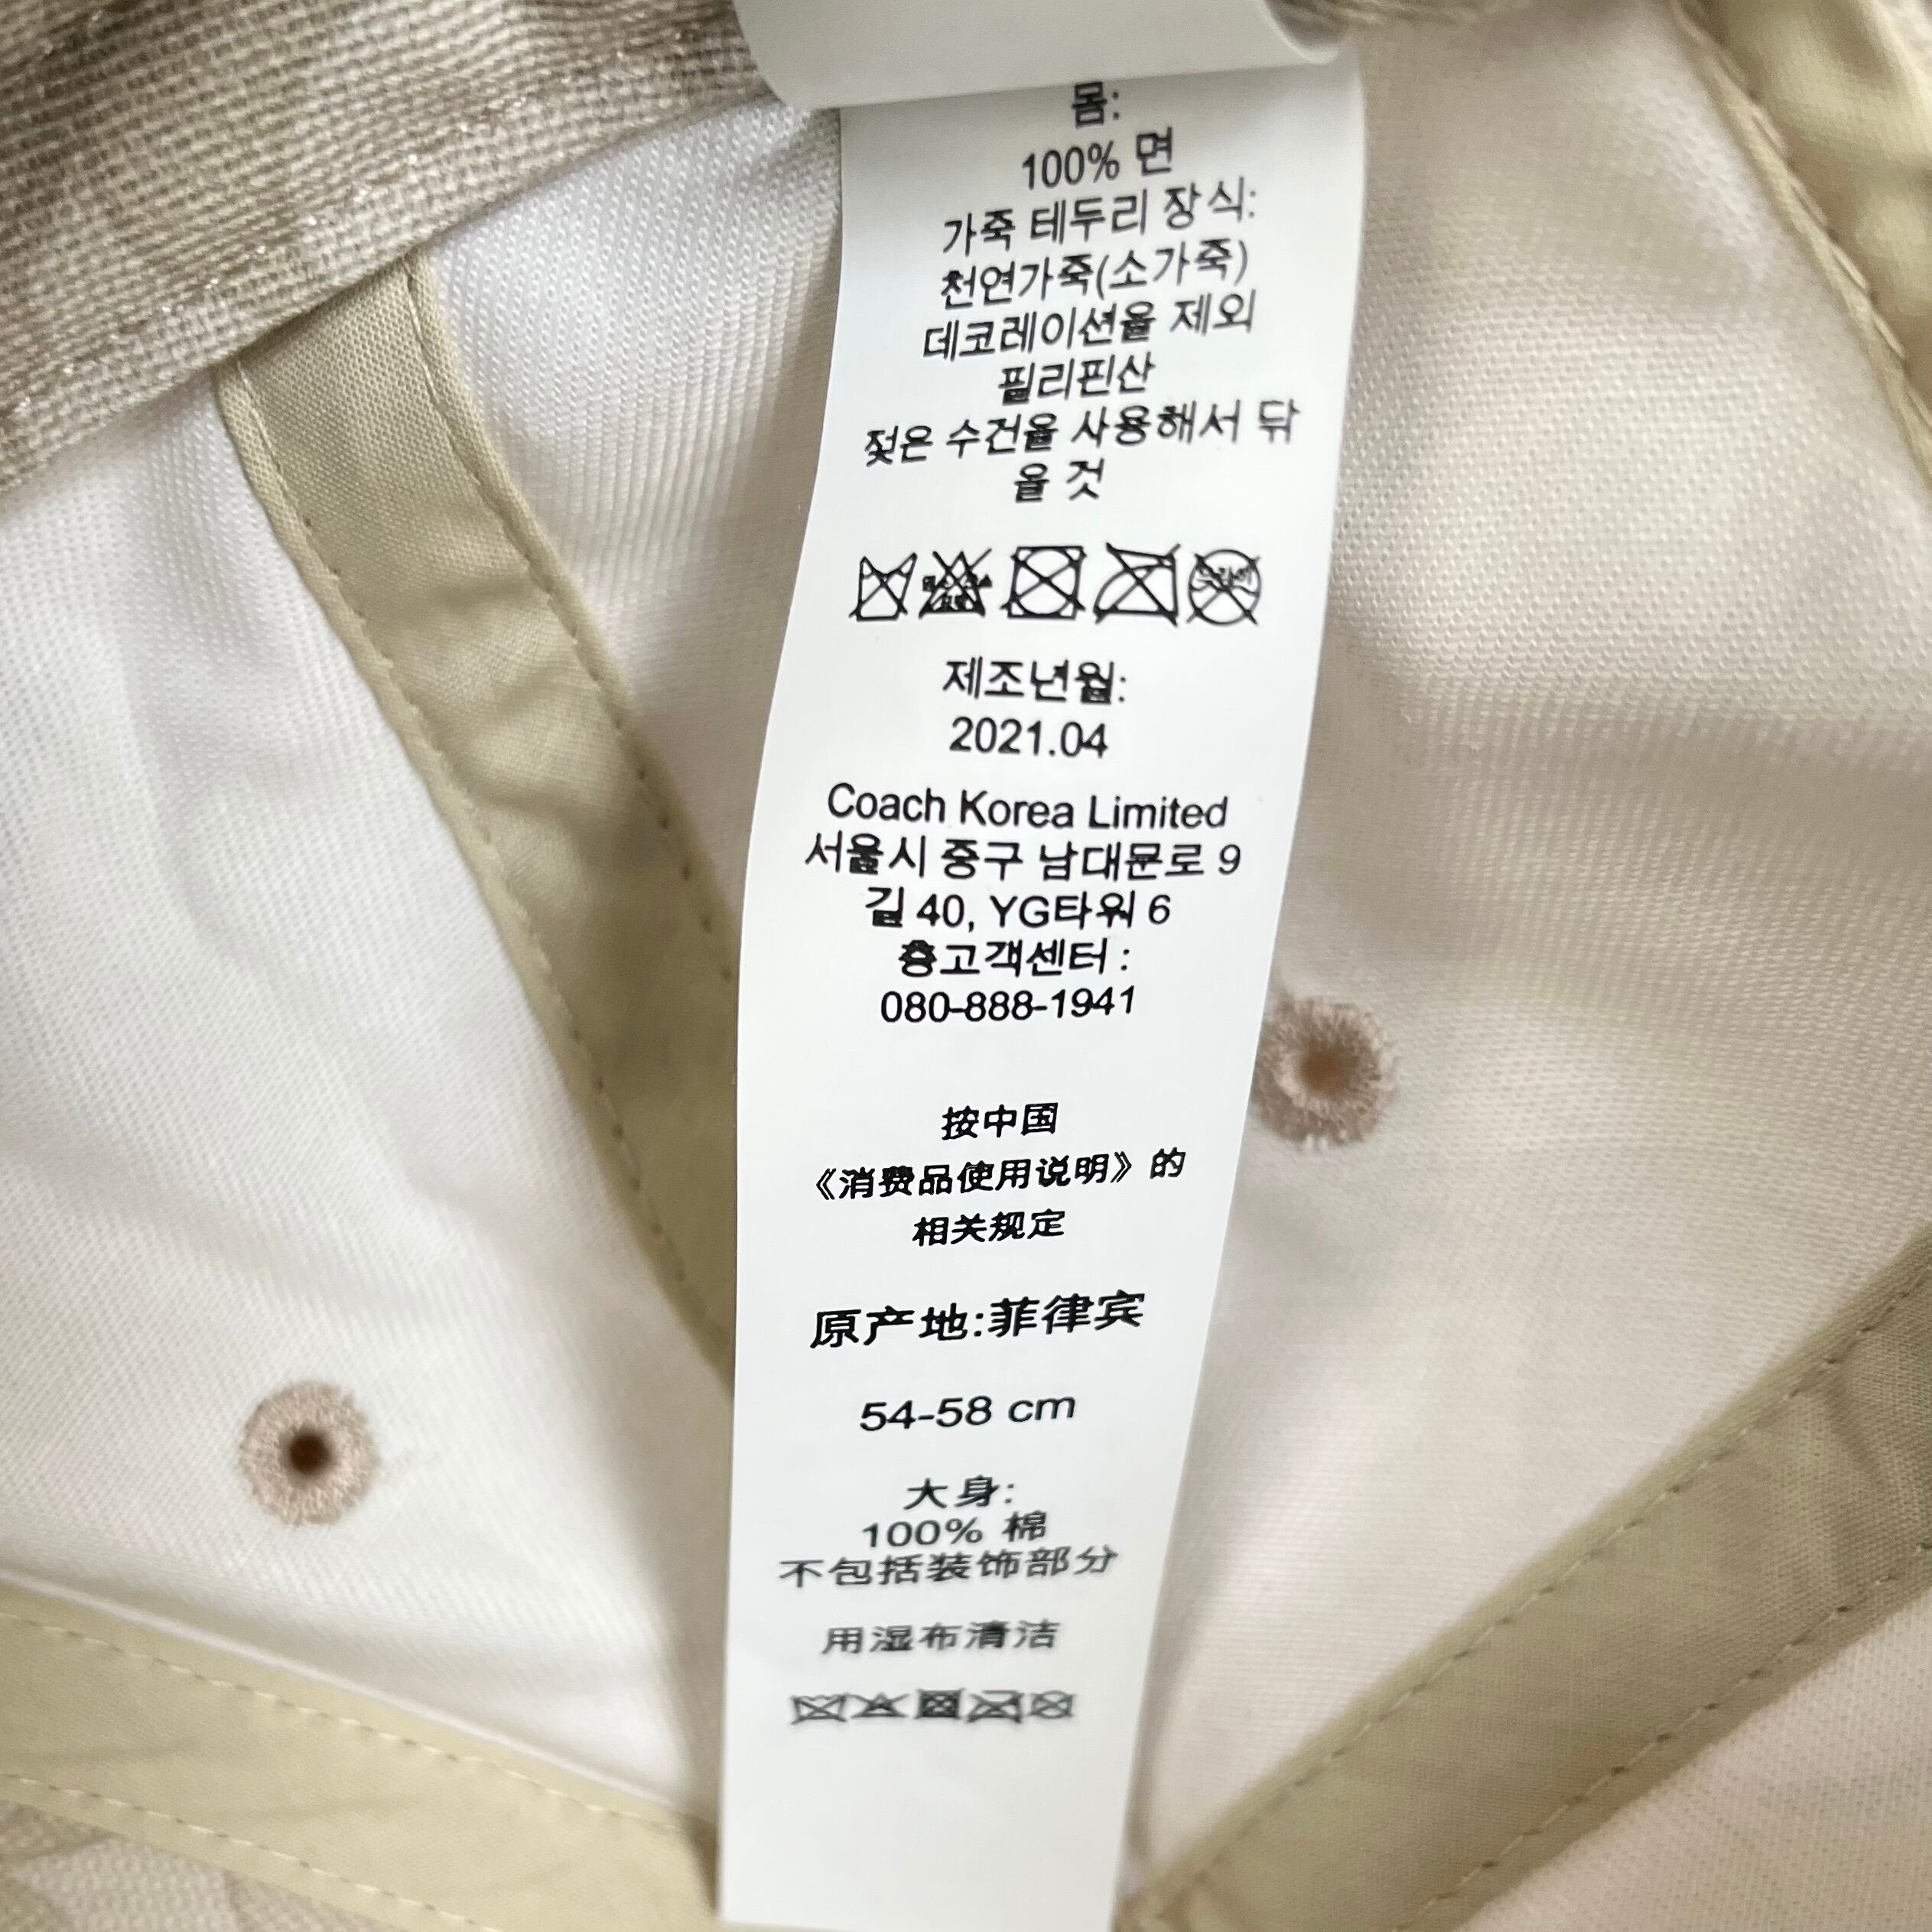 몸:
100% 면
가죽 테두리 장식:
천연가죽(소가죽)
데코레이션율 제외
필리핀산
젖은 수건율 사용해서 닦
을 것
제조년월:
2021.04
Coach Korea Limited
서울시 중구 남대문로 9
길 40, YG타워 6
층고객센터 :
080-888-1941
按中国
《消费品使用说明》的
相关规定
原产地:菲律宾
54-58 cm
大身:
100% 棉
不包括装饰部分
用湿布清洁